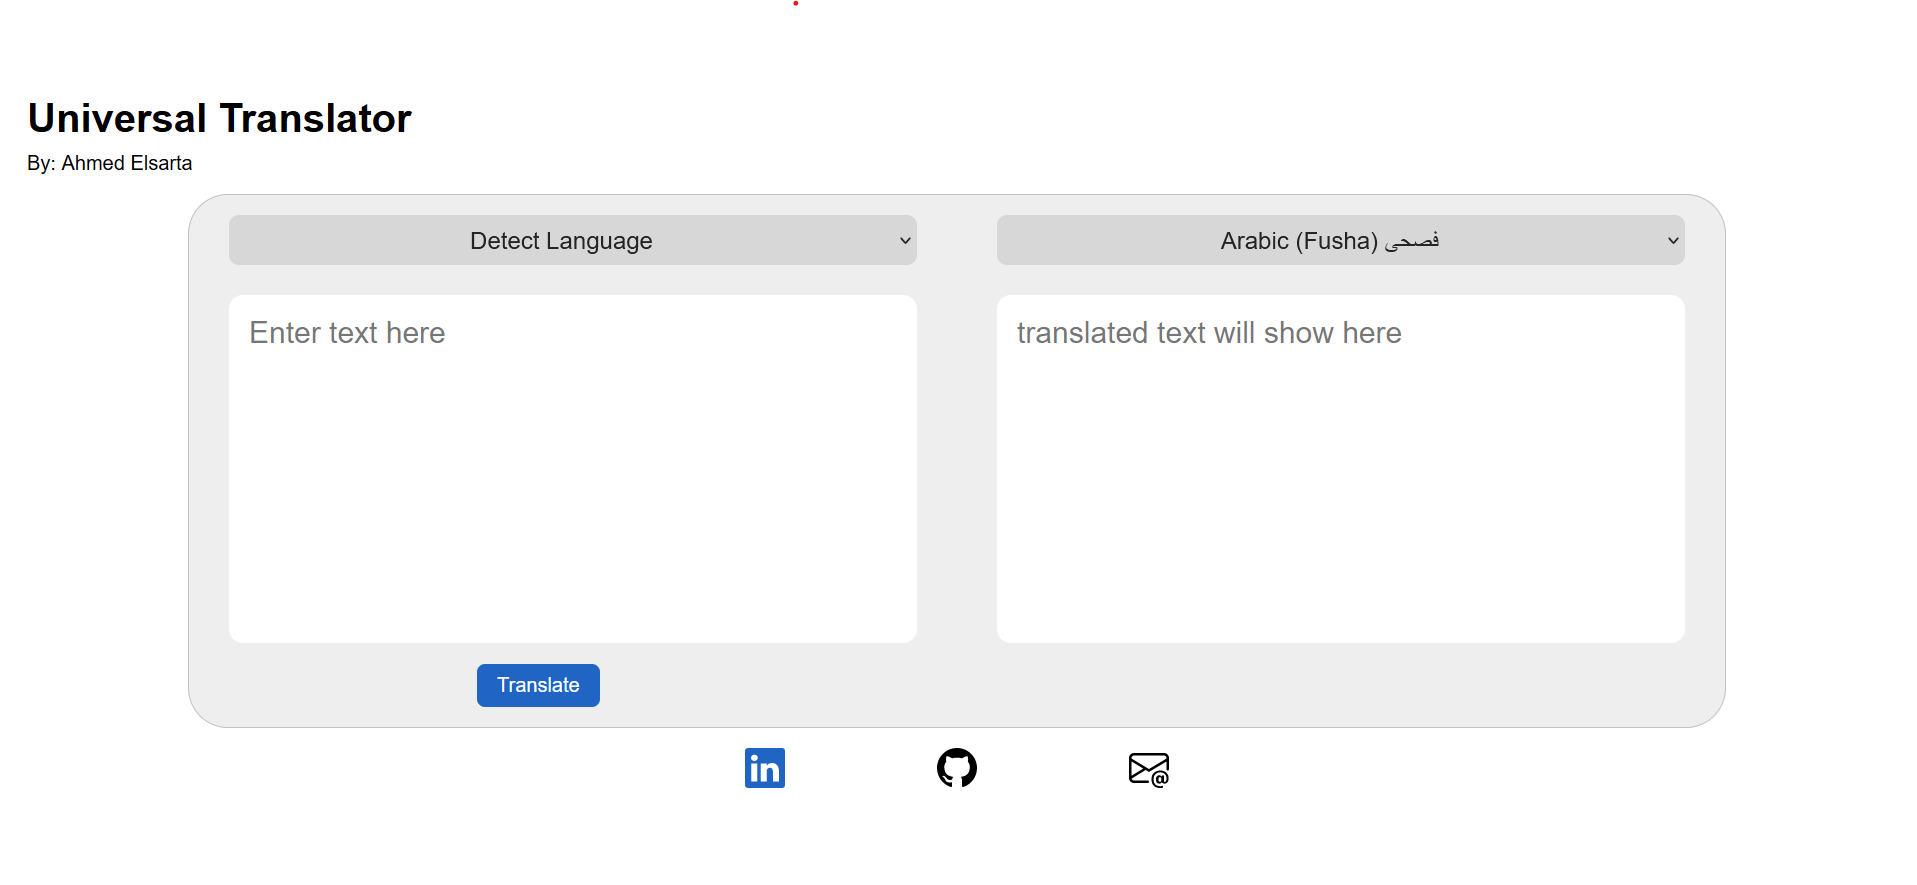 Universal Translator
By: Ahmed Elsarta
Detect Language
Arabic (Fusha) فصحى
Enter text here
translated text will show here
Translate
in
@